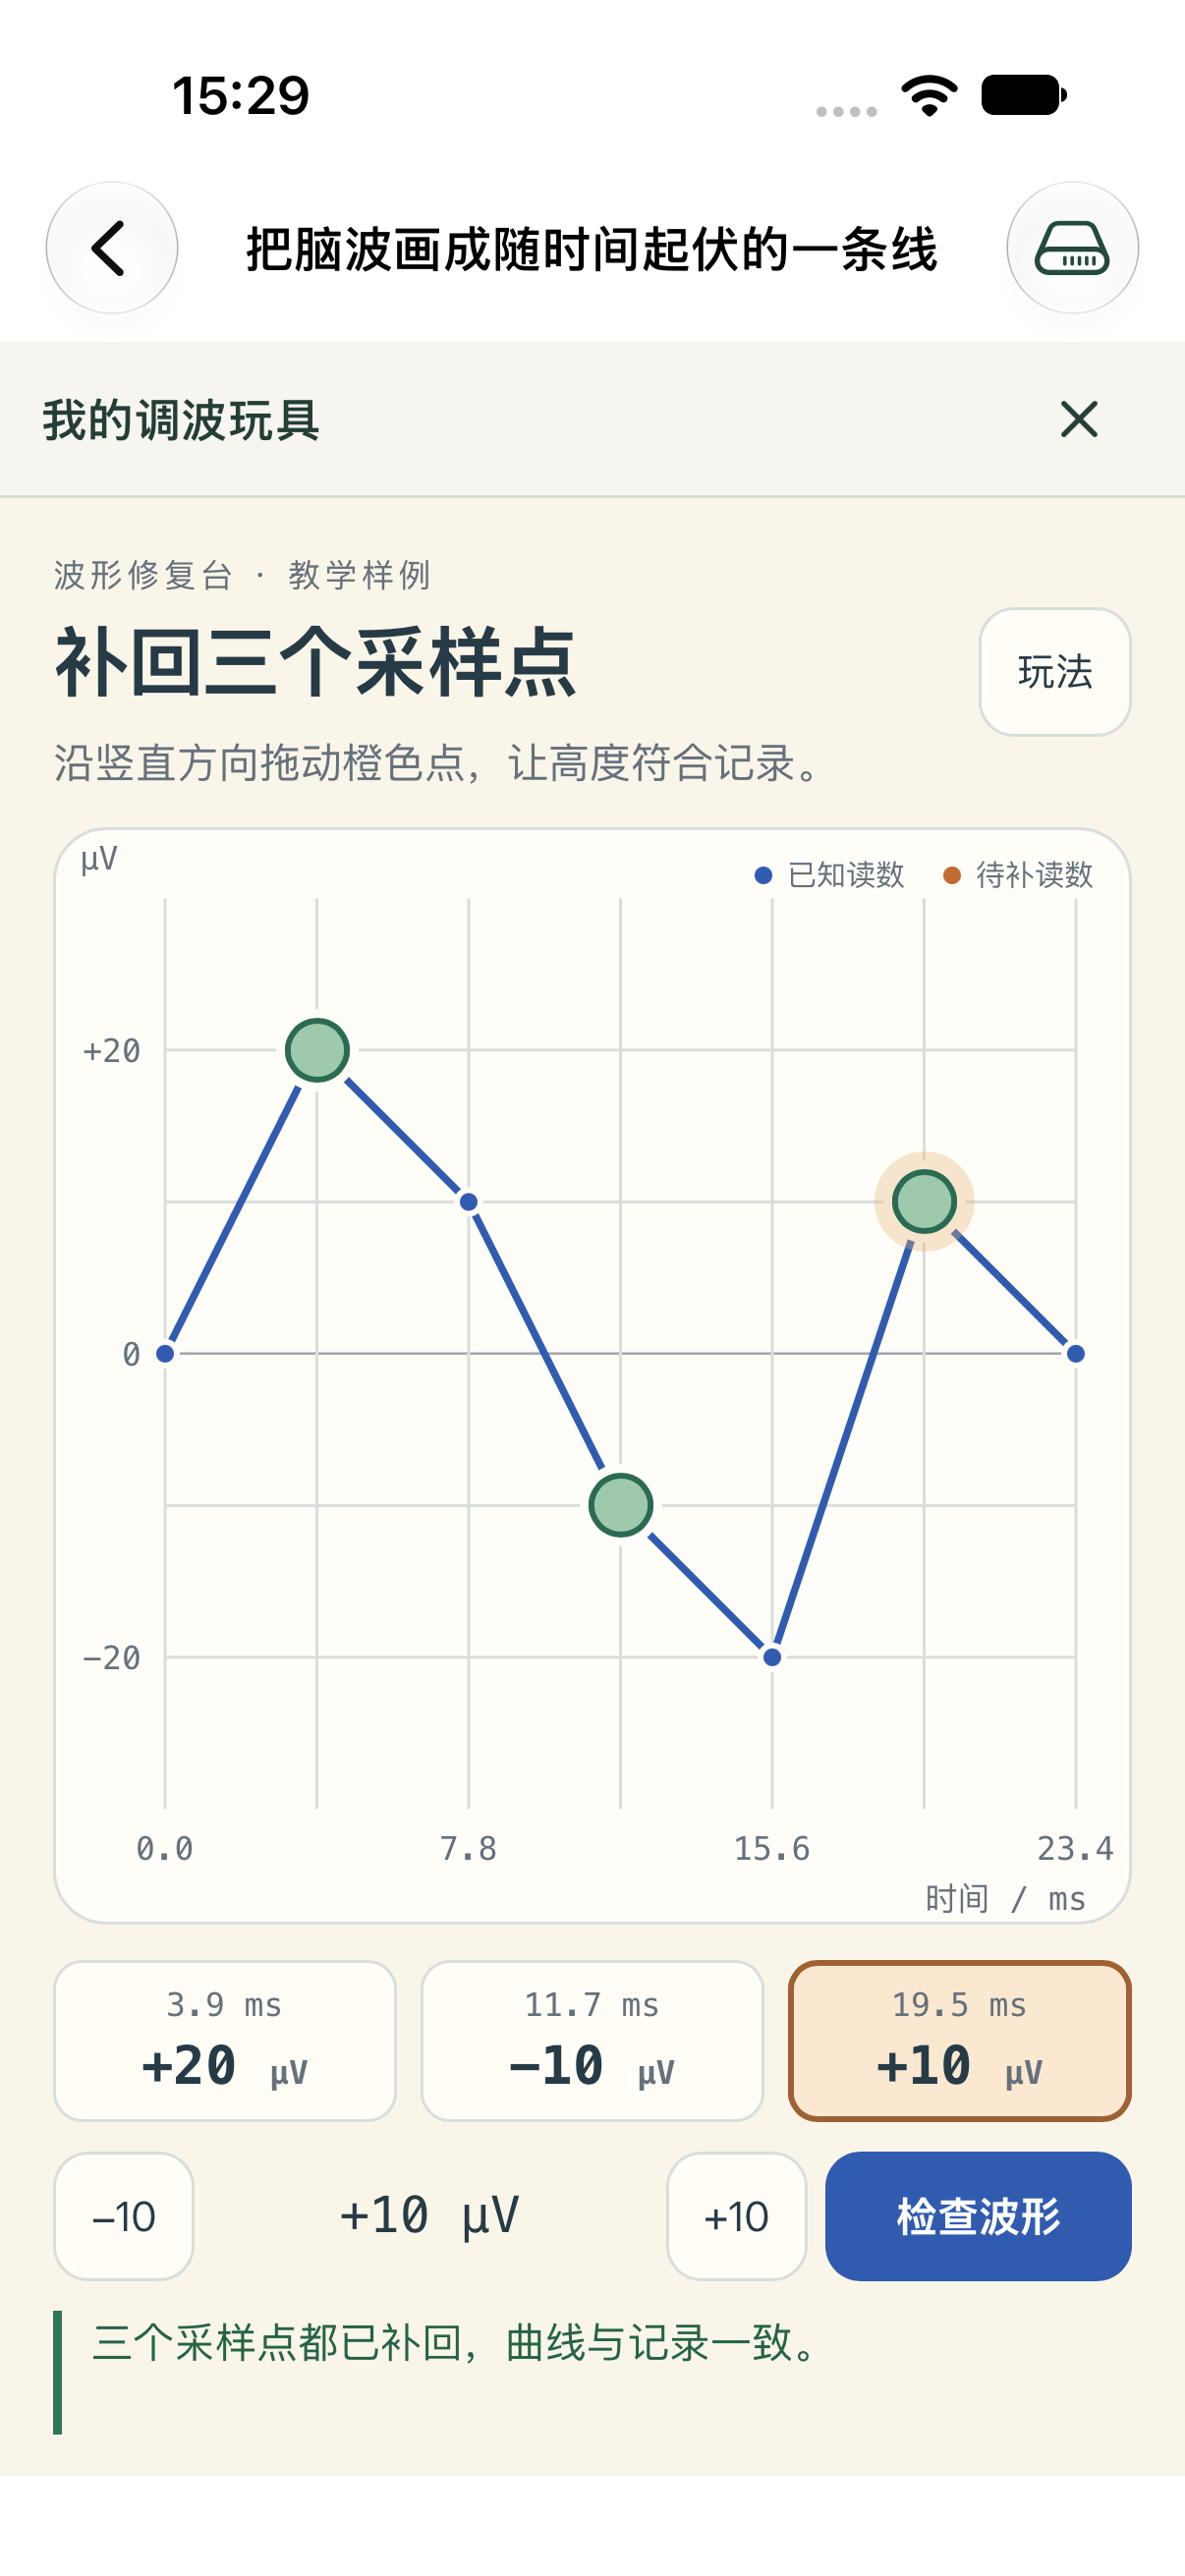 15:29
把脑波画成随时间起伏的一条线
我的调波玩具
波形修复台 · 教学样例
补回三个采样点
玩法
沿竖直方向拖动橙色点，让高度符合记录。
μV
已知读数 待补读数
+20
0
−20
0.0 7.8 15.6 23.4
时间 / ms
3.9 ms 11.7 ms 19.5 ms
+20 μV −10 μV +10 μV
−10 +10 μV +10 检查波形
三个采样点都已补回，曲线与记录一致。